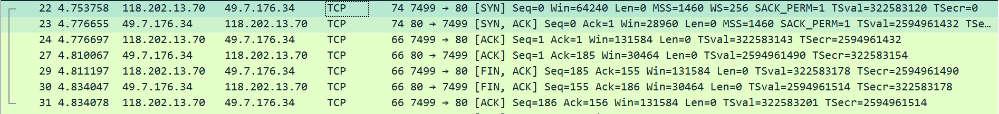 22 4.753758 118.202.13.70 49.7.176.34 TCP 74 7499 → 80 [SYN] Seq=0 Win=64240 Len=0 MSS=1460 WS=256 SACK_PERM=1 TSval=322583120 TSecr=0
23 4.776655 49.7.176.34 118.202.13.70 TCP 74 80 → 7499 [SYN, ACK] Seq=0 Ack=1 Win=28960 Len=0 MSS=1460 SACK_PERM=1 TSval=2594961432 TSe…
24 4.776697 118.202.13.70 49.7.176.34 TCP 66 7499 → 80 [ACK] Seq=1 Ack=1 Win=131584 Len=0 TSval=322583143 TSecr=2594961432
27 4.810067 49.7.176.34 118.202.13.70 TCP 66 80 → 7499 [ACK] Seq=1 Ack=185 Win=30464 Len=0 TSval=2594961490 TSecr=322583154
29 4.811197 118.202.13.70 49.7.176.34 TCP 66 7499 → 80 [FIN, ACK] Seq=185 Ack=155 Win=131584 Len=0 TSval=322583178 TSecr=2594961490
30 4.834047 49.7.176.34 118.202.13.70 TCP 66 80 → 7499 [FIN, ACK] Seq=155 Ack=186 Win=30464 Len=0 TSval=2594961514 TSecr=322583178
31 4.834078 118.202.13.70 49.7.176.34 TCP 66 7499 → 80 [ACK] Seq=186 Ack=156 Win=131584 Len=0 TSval=322583201 TSecr=2594961514